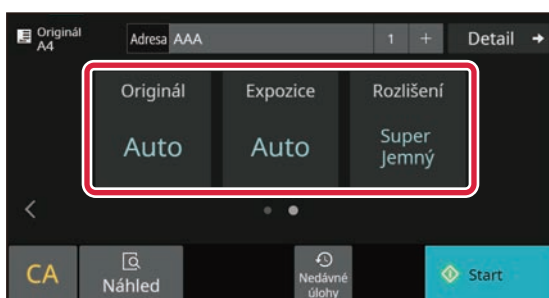 Originál
A4
Adresa AAA 1 + Detail
Originál Expozice Rozlišení
Auto Auto Super
Jemný
CA Náhled Nedávné
úlohy Start